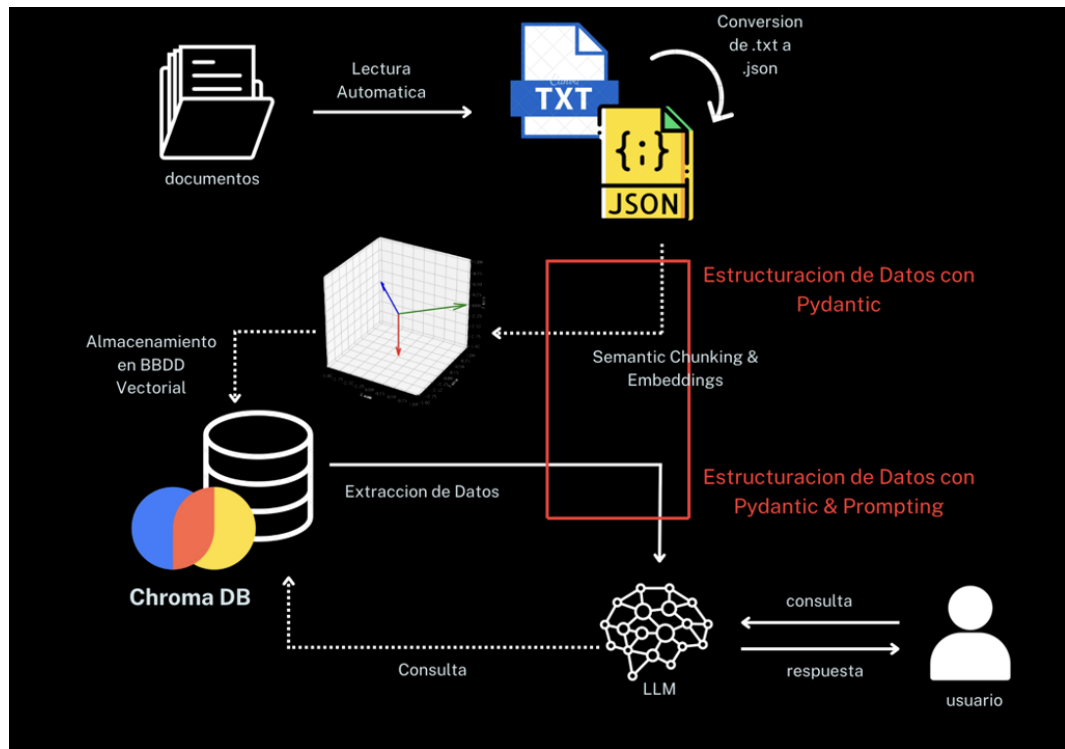 Conversion
de .txt a
.json
Lectura
Automatica
TXT
{;}
JSON
documentos
Estructuracion de Datos con
Pydantic
Almacenamiento
en BBDD
Vectorial
Semantic Chunking &
Embeddings
Extraccion de Datos
Estructuracion de Datos con
Pydantic & Prompting
Chroma DB
consulta
Consulta
respuesta
LLM
usuario